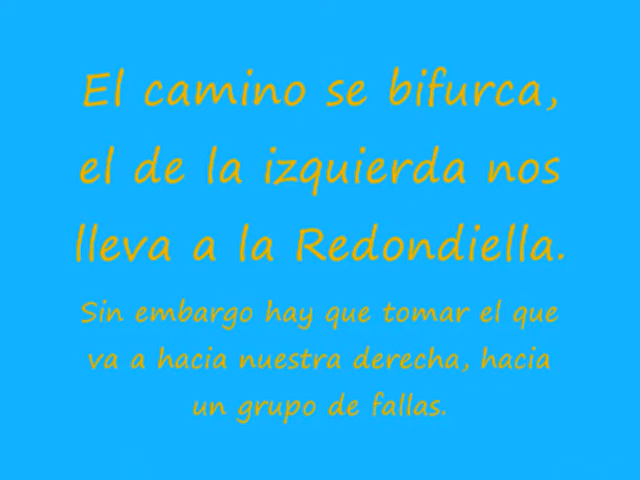 El camino se bifurca,
el de la izquierda nos
lleva a la Redondiella.
Sin embargo hay que tomar el que
va a hacia nuestra derecha, hacia
un grupo de fallas.